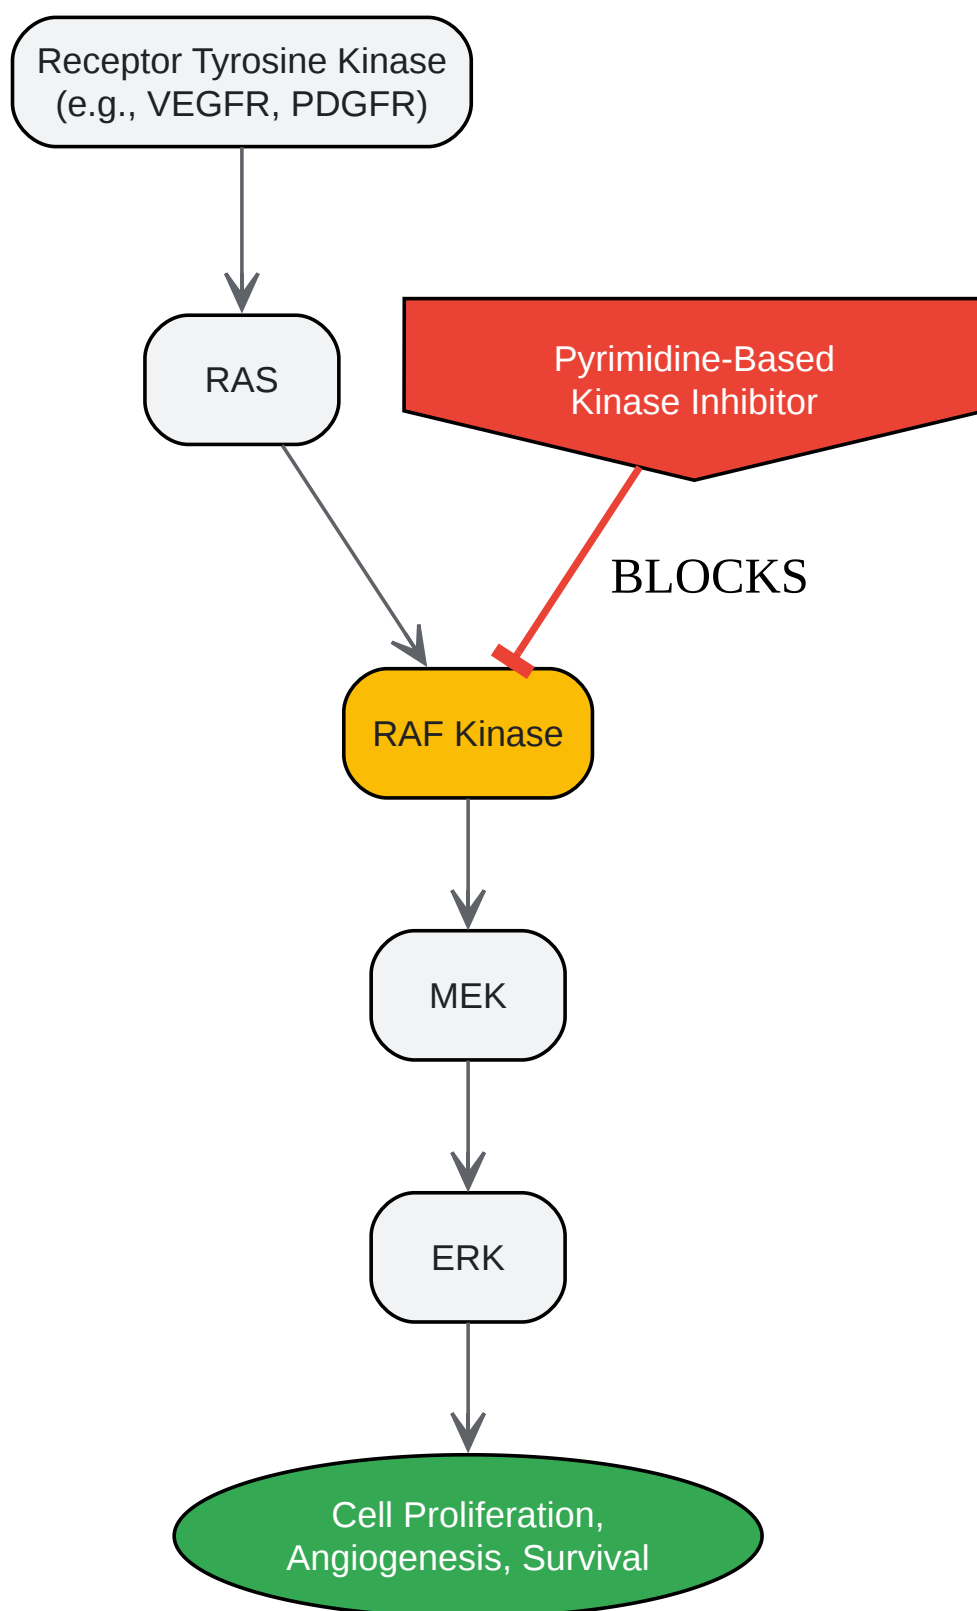 Receptor Tyrosine Kinase
(e.g., VEGFR, PDGFR)
RAS
Pyrimidine-Based
Kinase Inhibitor
BLOCKS
RAF Kinase
MEK
ERK
Cell Proliferation,
Angiogenesis, Survival